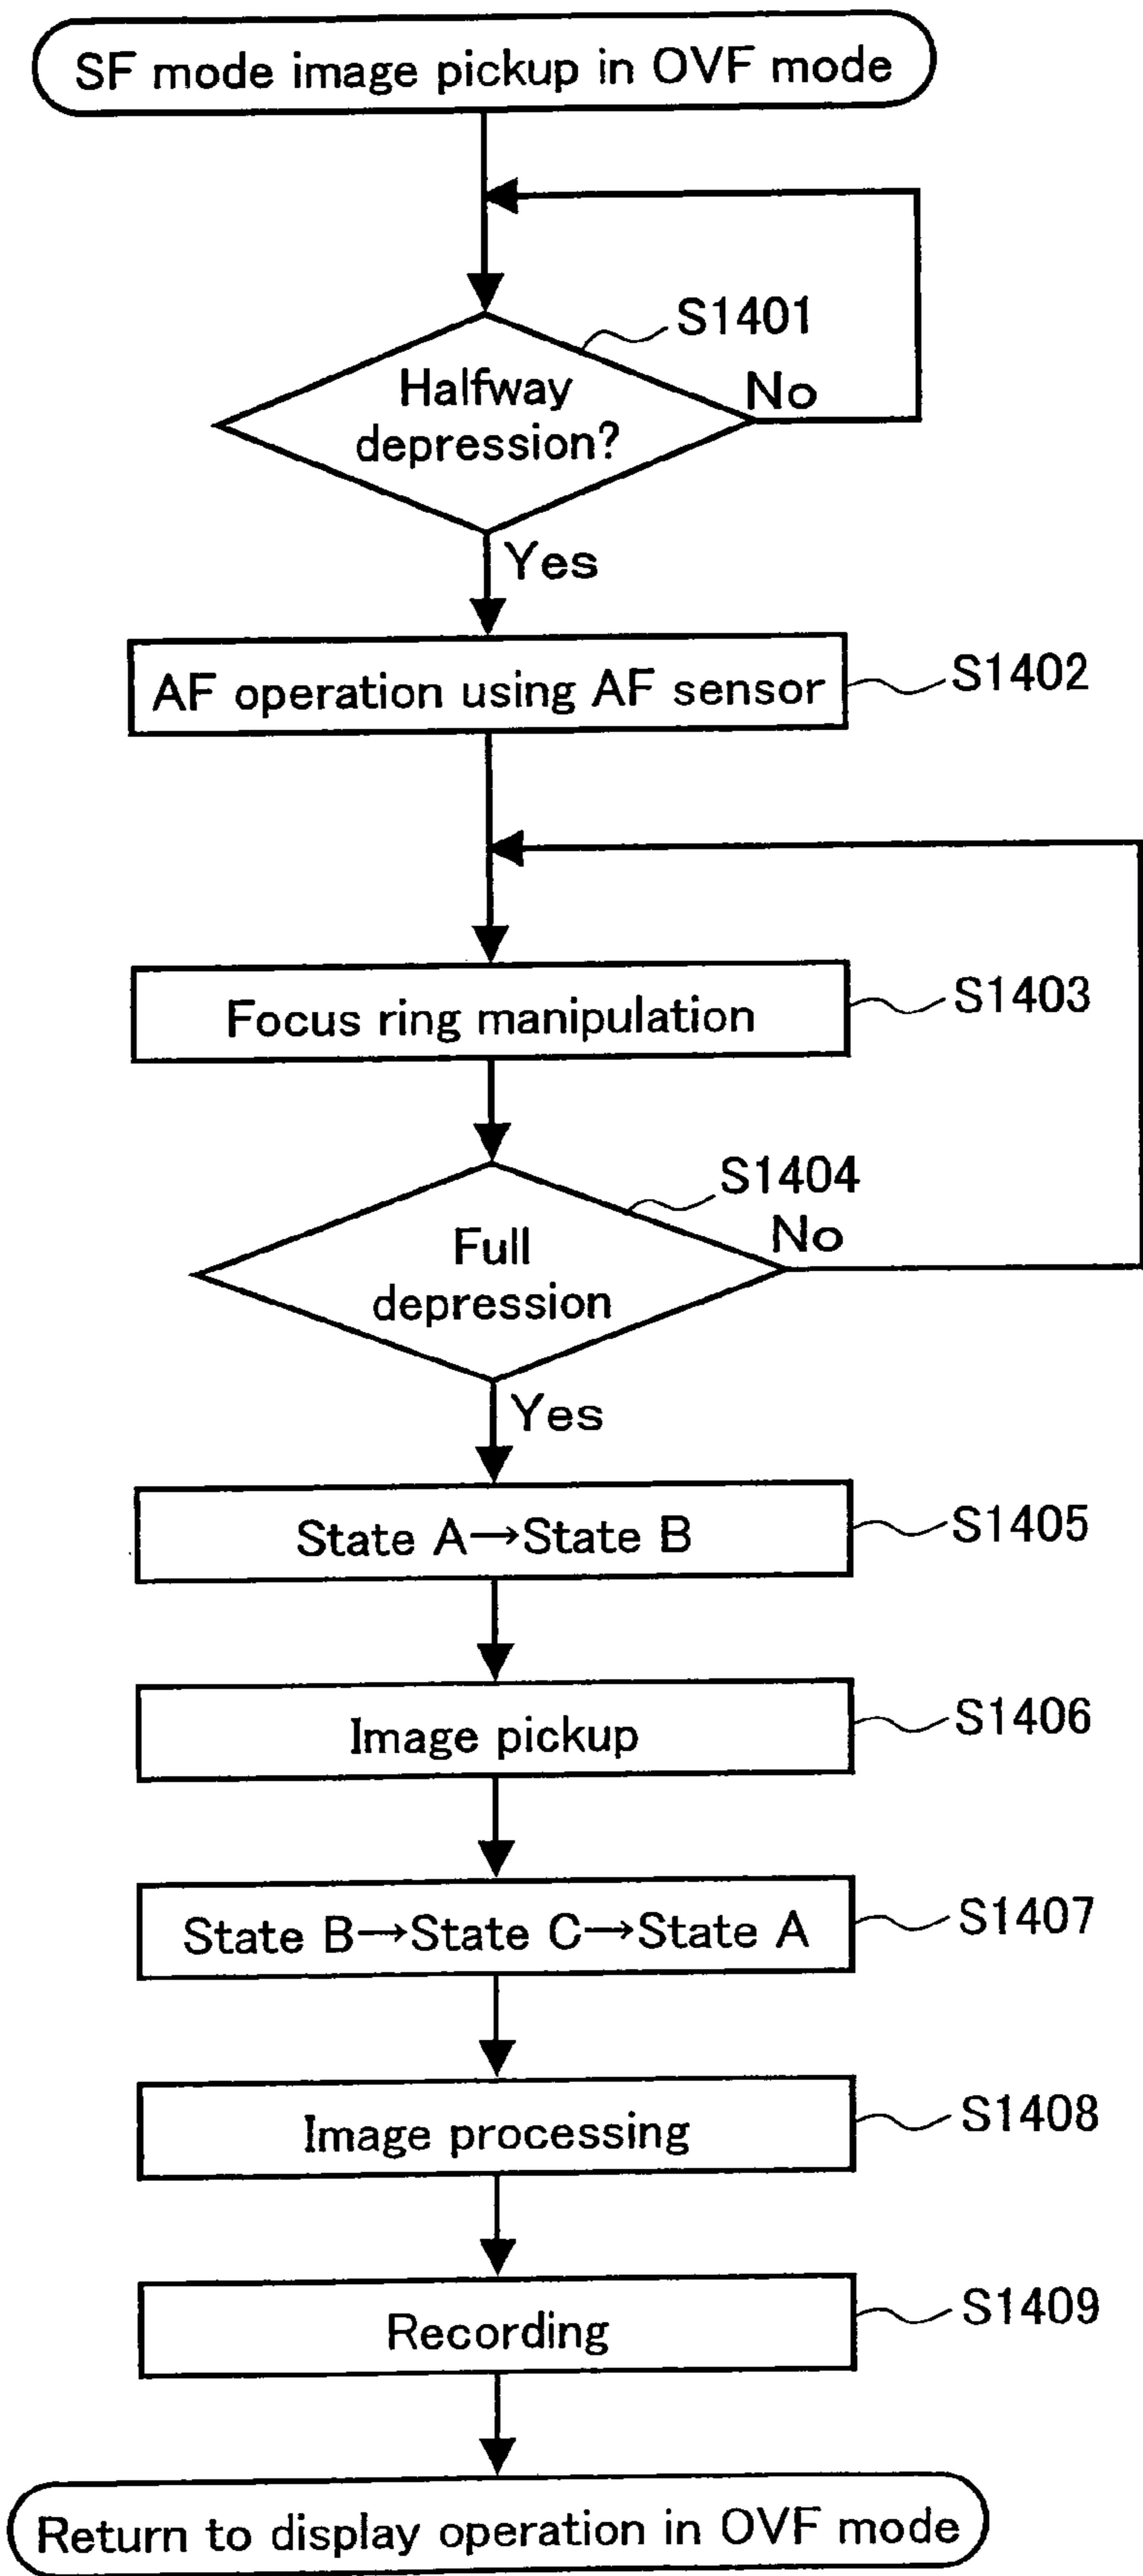 SF mode image pickup in OVF mode
S1401
Halfway
depression?
No
Yes
AF operation using AF sensor
S1402
Focus ring manipulation
S1403
S1404
Full
depression
No
Yes
State A→State B
S1405
Image pickup
S1406
State B→State C→State A
S1407
Image processing
S1408
Recording
S1409
Return to display operation in OVF mode